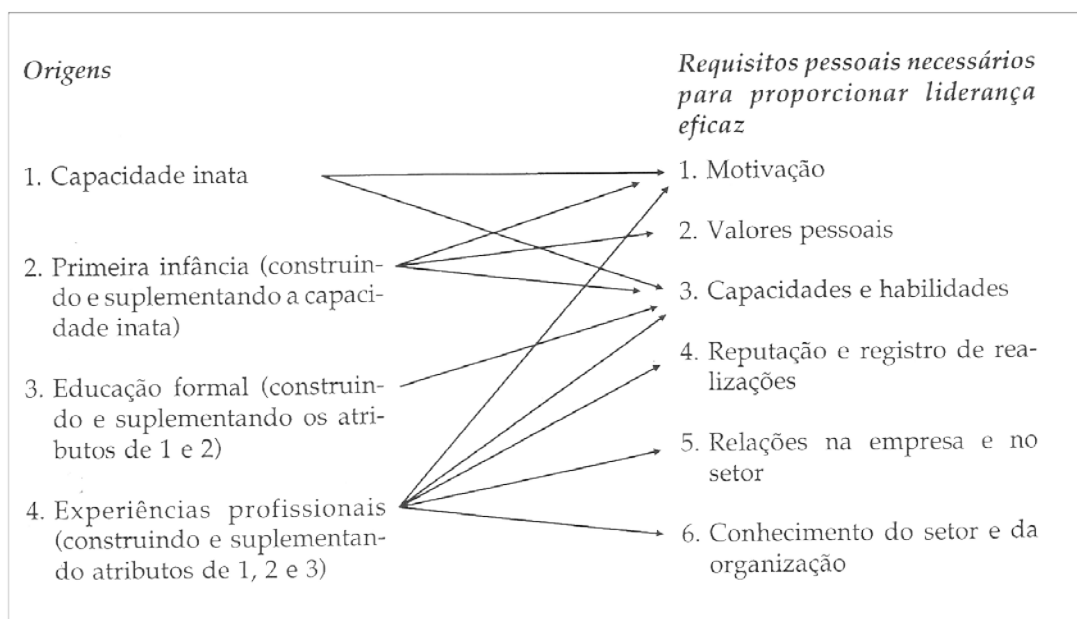 Origens
Requisitos pessoais necessários
para proporcionar liderança
eficaz
1. Capacidade inata
2. Primeira infância (construin-
do e suplementando a capaci-
dade inata)
3. Educação formal (construin-
do e suplementando os atri-
butos de 1 e 2)
4. Experiências profissionais
(construindo e suplementan-
do atributos de 1, 2 e 3)
1. Motivação
2. Valores pessoais
3. Capacidades e habilidades
4. Reputação e registro de rea-
lizações
5. Relações na empresa e no
setor
6. Conhecimento do setor e da
organização